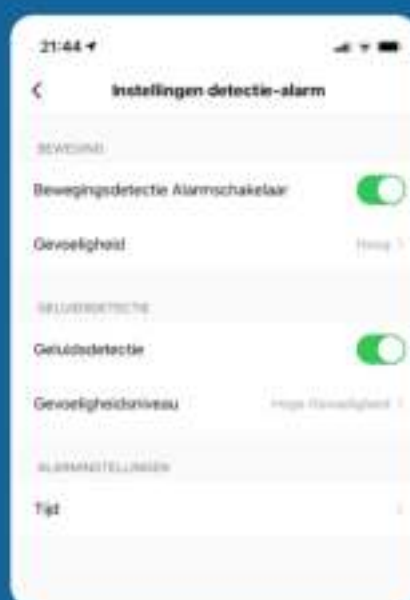 21:44
Instellingen detectie-alarm
BEWEGING
Bewegingsdetectie Alarmschakelaar
Gevoeligheid Hoog
GELUIDSDETECTIE
Geluidsdetectie
Gevoeligheidsniveau Hoge Gevoeligheid
ALARMINSTELLINGEN
Tijd